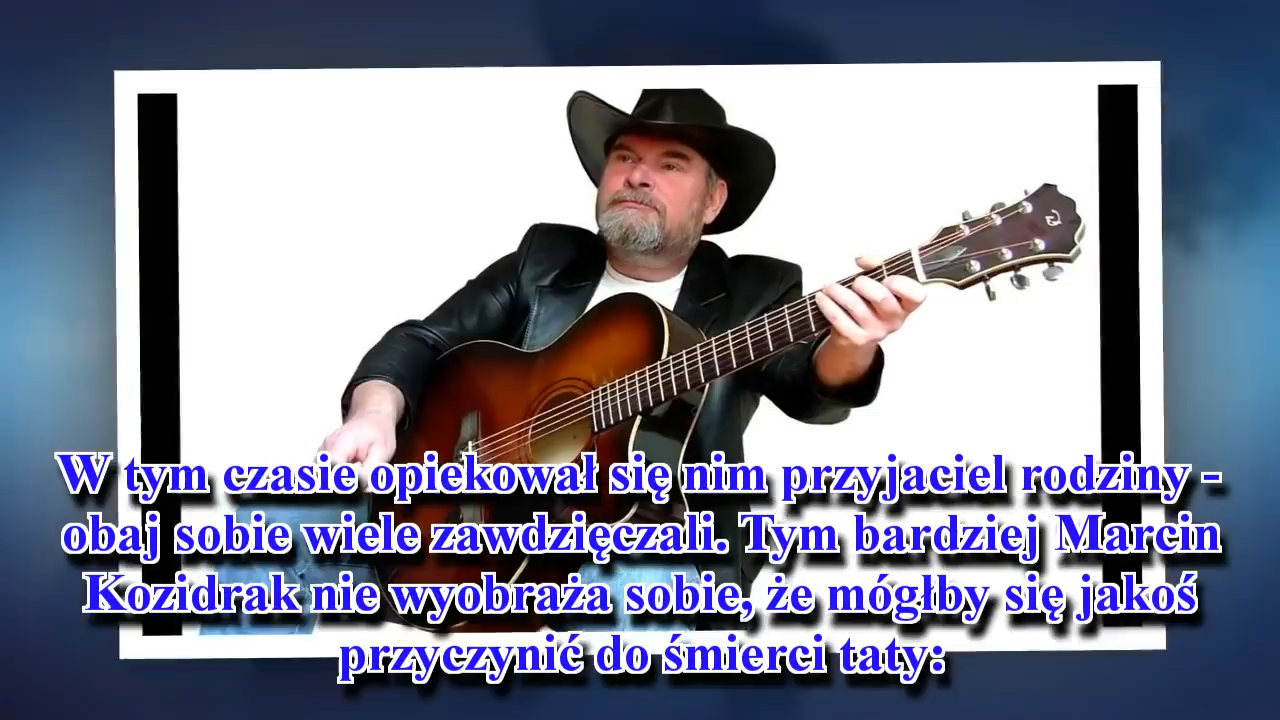 W tym czasie opiekował się nim przyjaciel rodziny -
obaj sobie wiele zawdzięczali. Tym bardziej Marcin
Kozidrak nie wyobraża sobie, że mógłby się jakoś
przyczynić do śmierci taty: